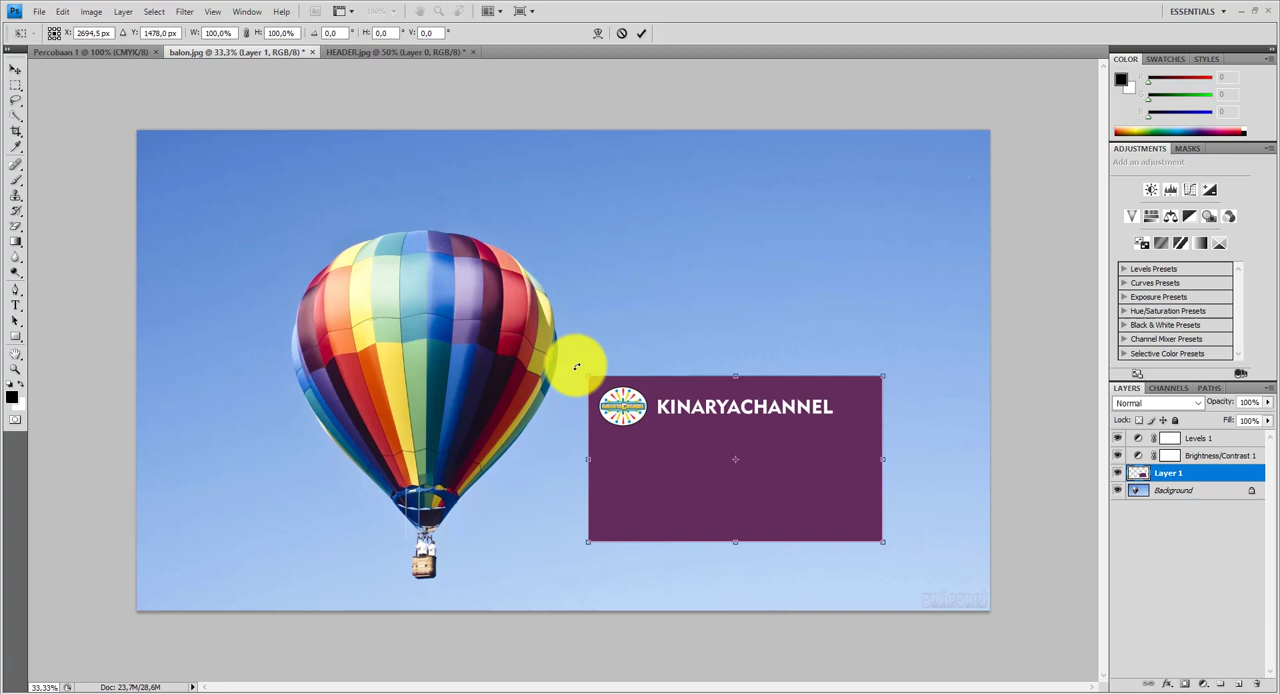 Ps File Edit Image Layer Select Filter View Window Help 100% ESSENTIALS
X: 2694,5 px Y: 1478,0 px W: 100,0% H: 100,0% 0,0 ° H: 0,0 ° V: 0,0 °
Percobaan 1 @ 100% (CMYK/8) × balon.jpg @ 33,3% (Layer 1, RGB/8) * × HEADER.jpg @ 50% (Layer 0, RGB/8) * ×
COLOR SWATCHES STYLES
R 0
G 0
B 0
ADJUSTMENTS MASKS
Add an adjustment
Levels Presets
Curves Presets
Exposure Presets
Hue/Saturation Presets
Black & White Presets
Channel Mixer Presets
Selective Color Presets
LAYERS CHANNELS PATHS
Normal Opacity: 100%
Lock: Fill: 100%
Levels 1
Brightness/Contrast 1
Layer 1
Background
KINARYACHANNEL
33,33% Doc: 23,7M/28,6M